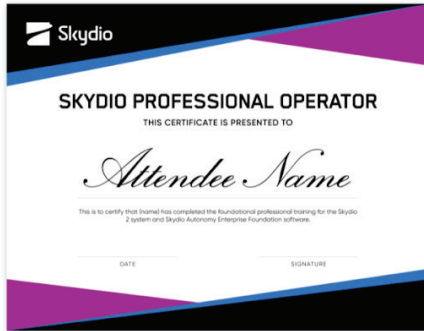 Skydio
SKYDIO PROFESSIONAL OPERATOR
THIS CERTIFICATE IS PRESENTED TO
Attendee Name
This is to certify that [name] has completed the foundational professional training for the Skydio
2 system and Skydio Autonomy Enterprise Foundation software.
DATE
SIGNATURE